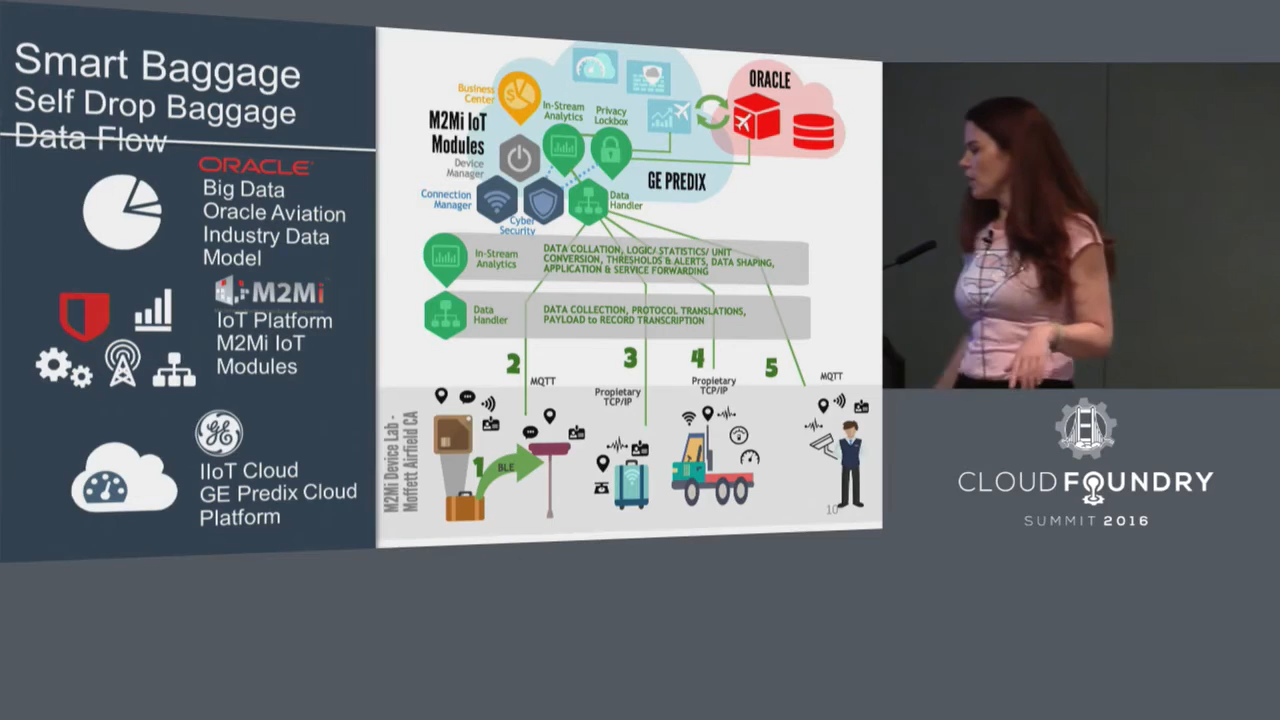 Smart Baggage
Self Drop Baggage
Data Flow
ORACLE
Big Data
Oracle Aviation
Industry Data
Model
M2Mi
IoT Platform
M2Mi IoT
Modules
GE
IIoT Cloud
GE Predix Cloud
Platform
Business
Center
In-Stream
Analytics
Privacy
Lockbox
ORACLE
M2Mi IoT
Modules
Device
Manager
GE PREDIX
Connection
Manager
Cyber
Security
Data
Handler
In-Stream
Analytics
DATA COLLATION, LOGIC/ STATISTICS/ UNIT
CONVERSION, THRESHOLDS & ALERTS, DATA SHAPING,
APPLICATION & SERVICE FORWARDING
Data
Handler
DATA COLLECTION, PROTOCOL TRANSLATIONS,
PAYLOAD to RECORD TRANSCRIPTION
2
MQTT
3
Propietary
TCP/IP
4
Propietary
TCP/IP
5
MQTT
M2Mi Device Lab -
Moffett Airfield CA
1
BLE
10
CLOUD FOUNDRY
SUMMIT 2016